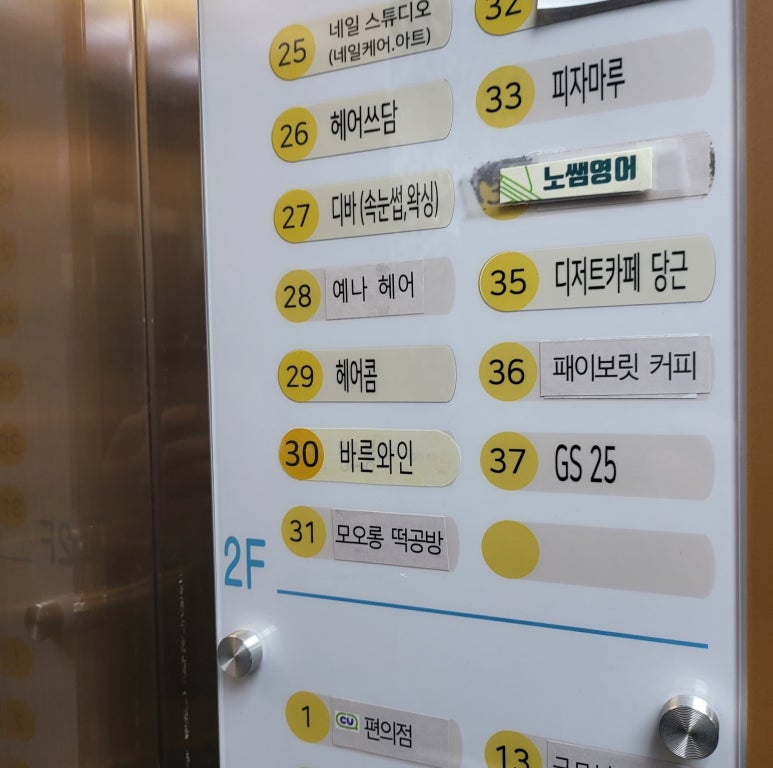 25 네일 스튜디오
(네일케어.아트)
26 헤어쓰담
27 디바 (속눈썹,왁싱)
28 예나 헤어
29 헤어콤
30 바른와인
31 모오롱 떡공방
32
33 피자마루
노쌤영어
35 디저트카페 당근
36 패이보릿 커피
37 GS 25
2F
1 CU 편의점
13